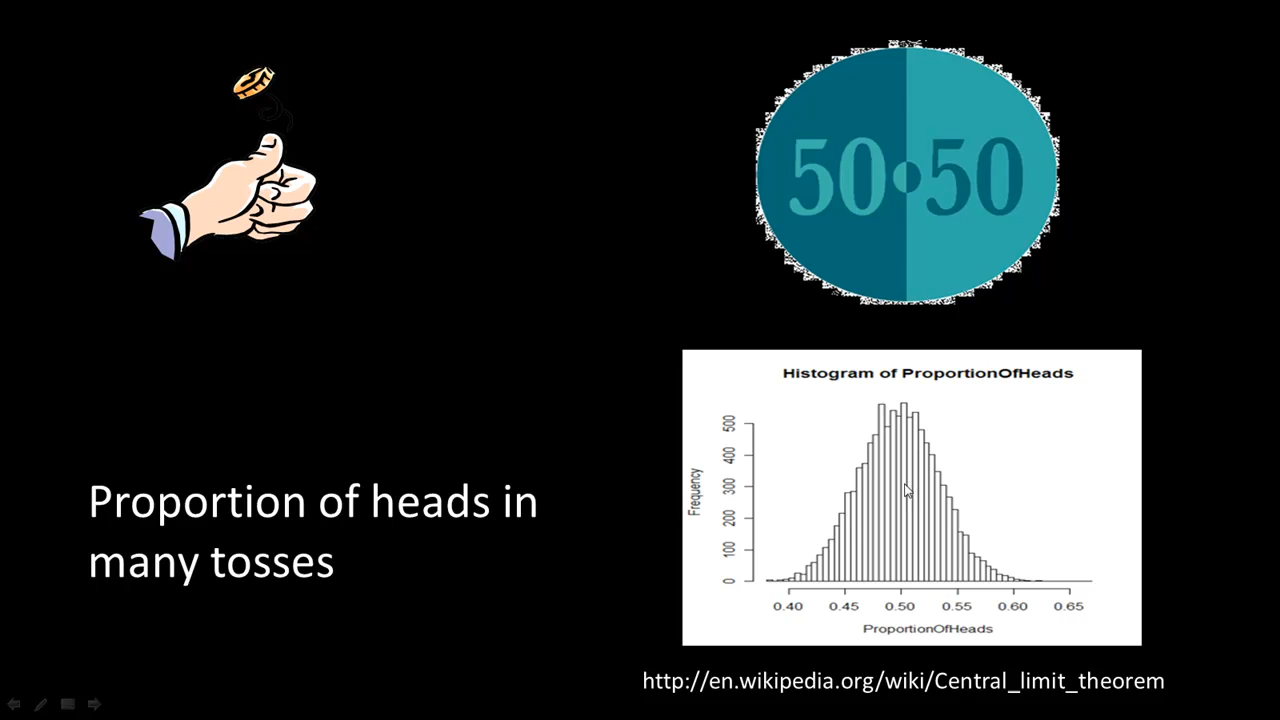 50 50
Histogram of ProportionOfHeads
Frequency
500
400
300
200
100
0
0.40 0.45 0.50 0.55 0.60 0.65
ProportionOfHeads
Proportion of heads in
many tosses
http://en.wikipedia.org/wiki/Central_limit_theorem